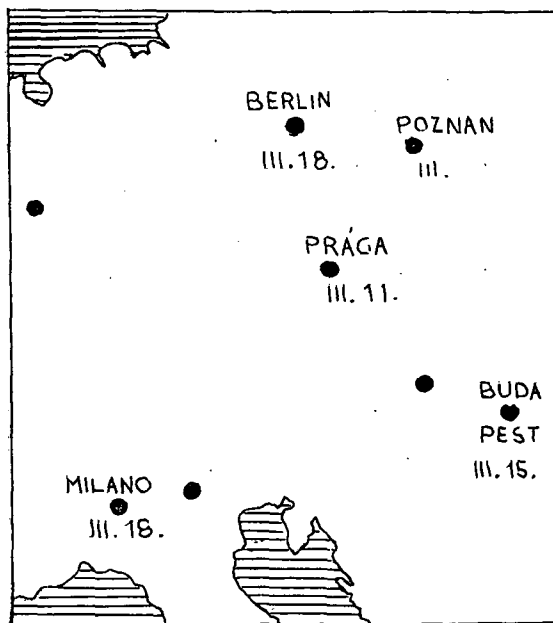 BERLIN
III.18.
POZNAN
III.
PRÁGA
III. 11.
BUDA
PEST
III.15.
MILANO
III.18.